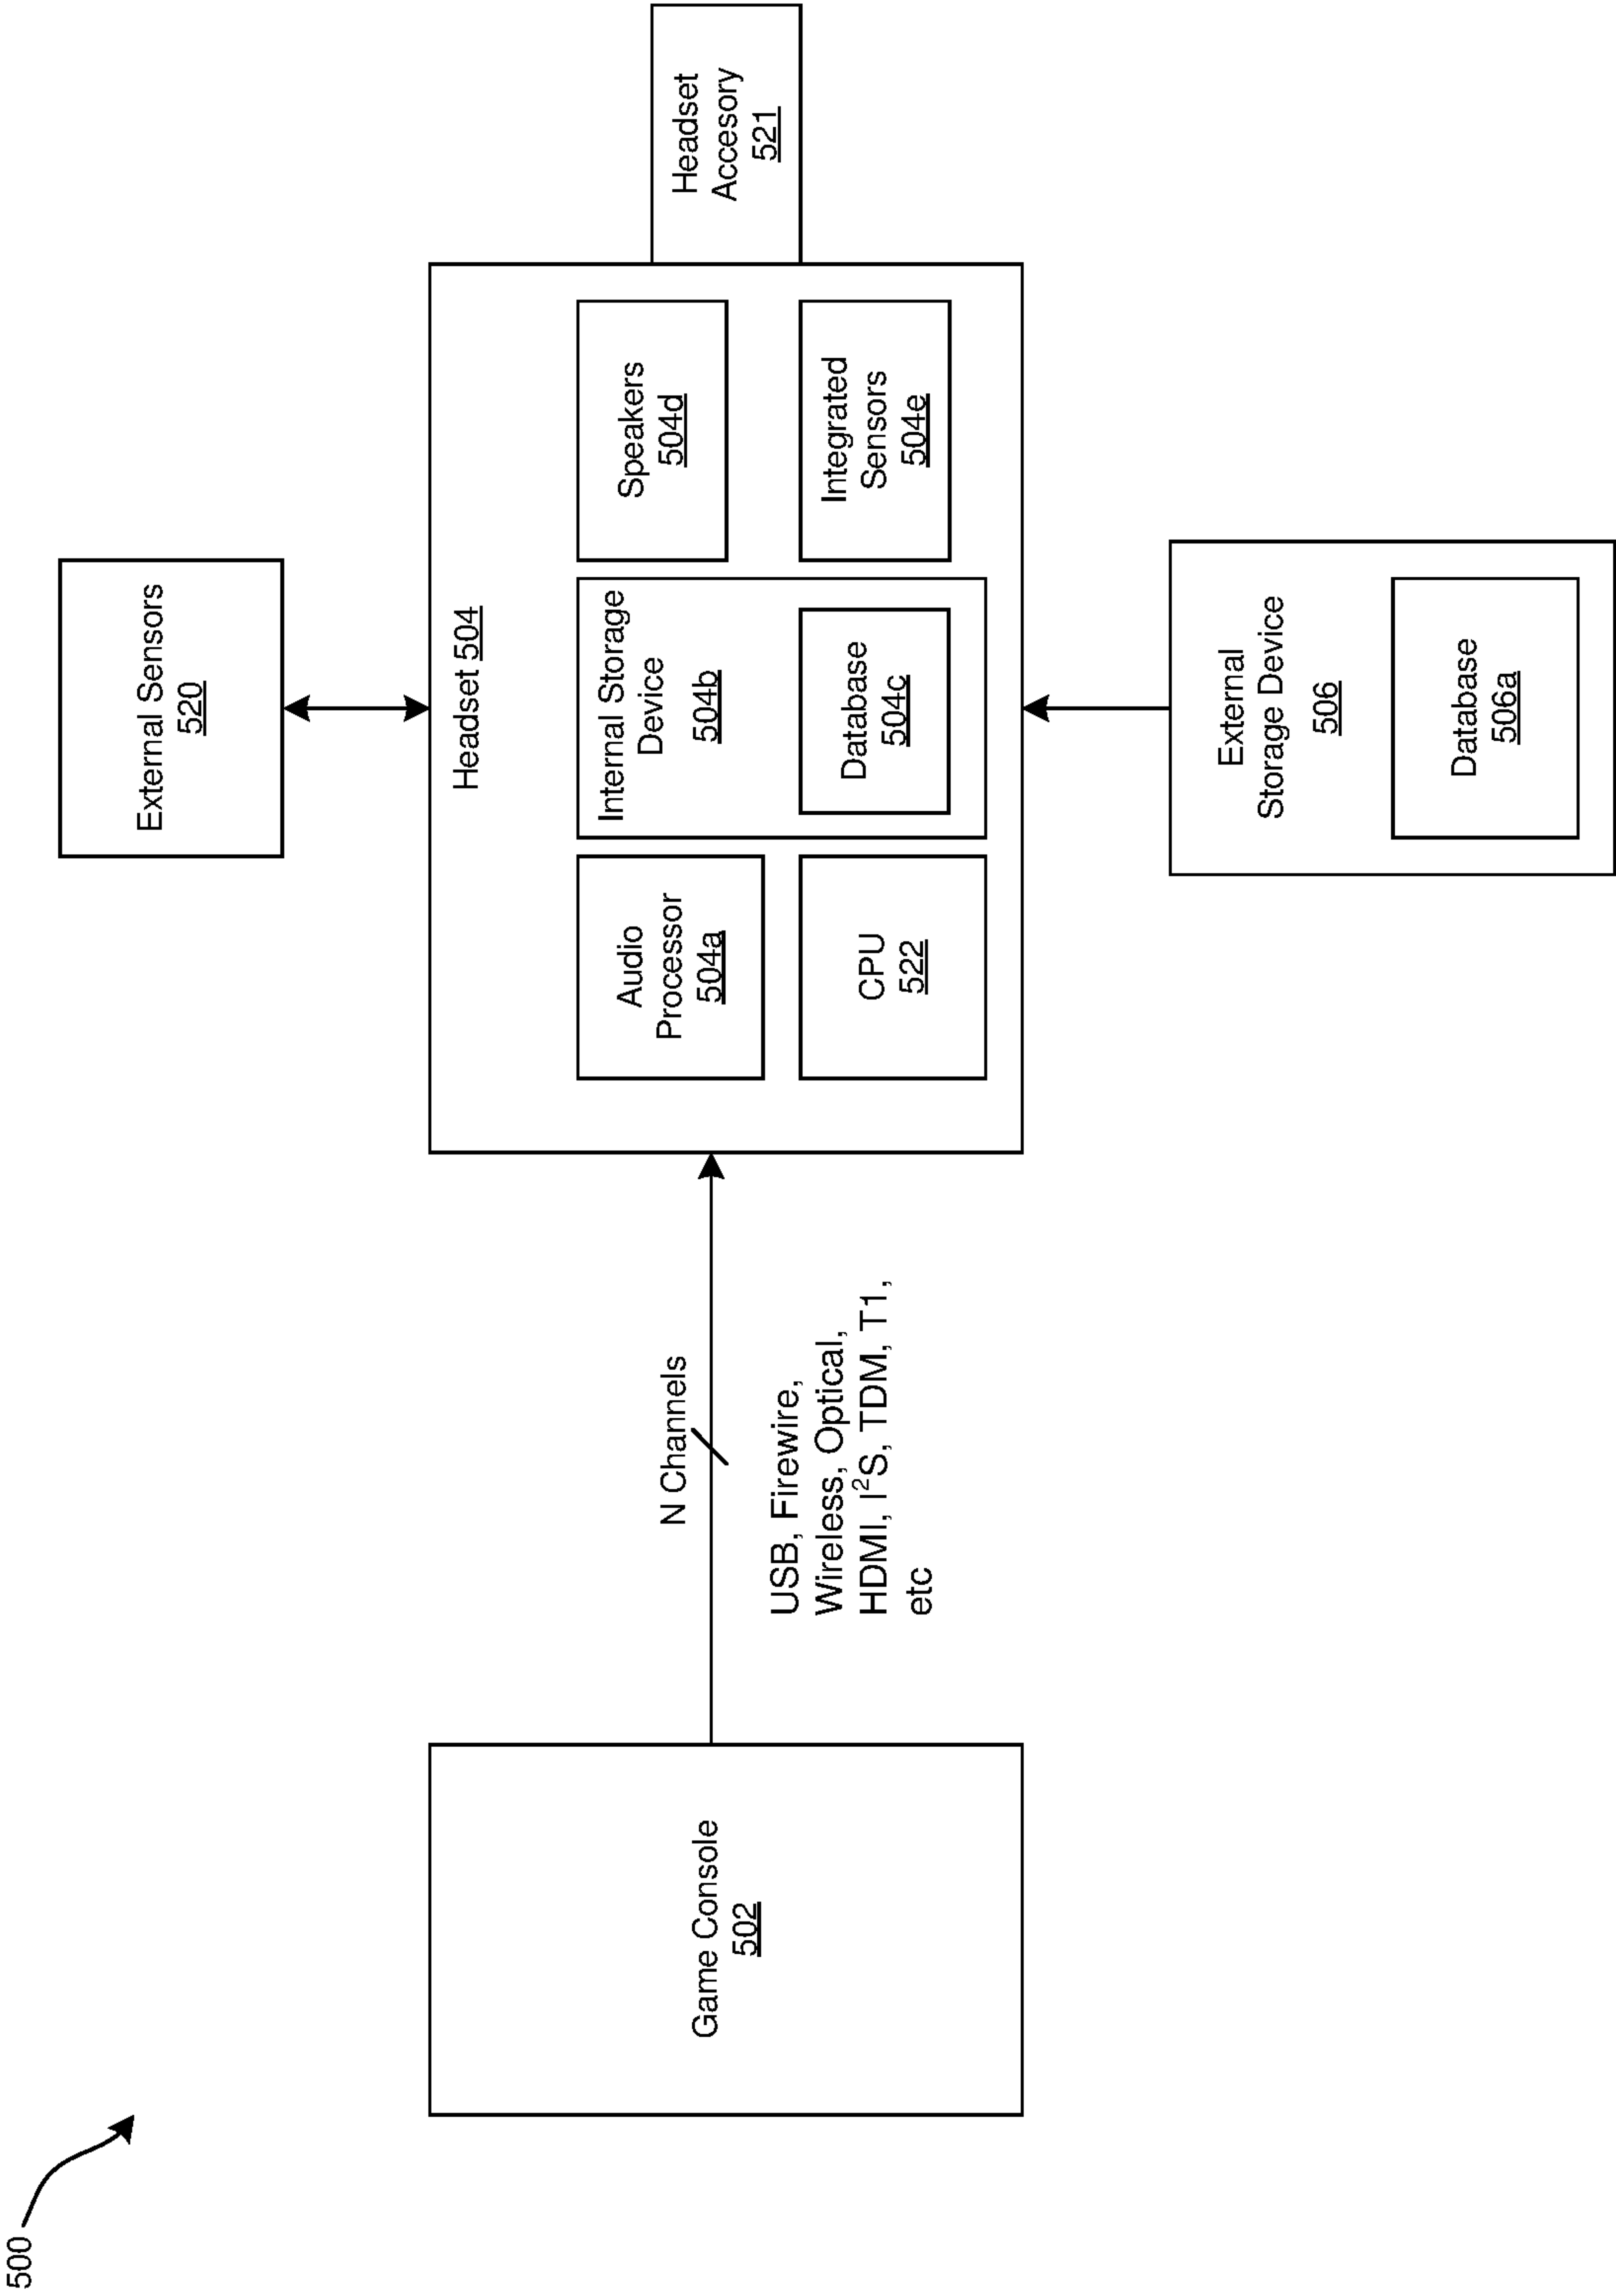 500
Game Console
502
N Channels
USB, Firewire,
Wireless, Optical,
HDMI, I²S, TDM, T1,
etc
External Sensors
520
Headset 504
Audio
Processor
504a
CPU
522
Internal Storage
Device
504b
Database
504c
Speakers
504d
Integrated
Sensors
504e
Headset
Accesory
521
External
Storage Device
506
Database
506a